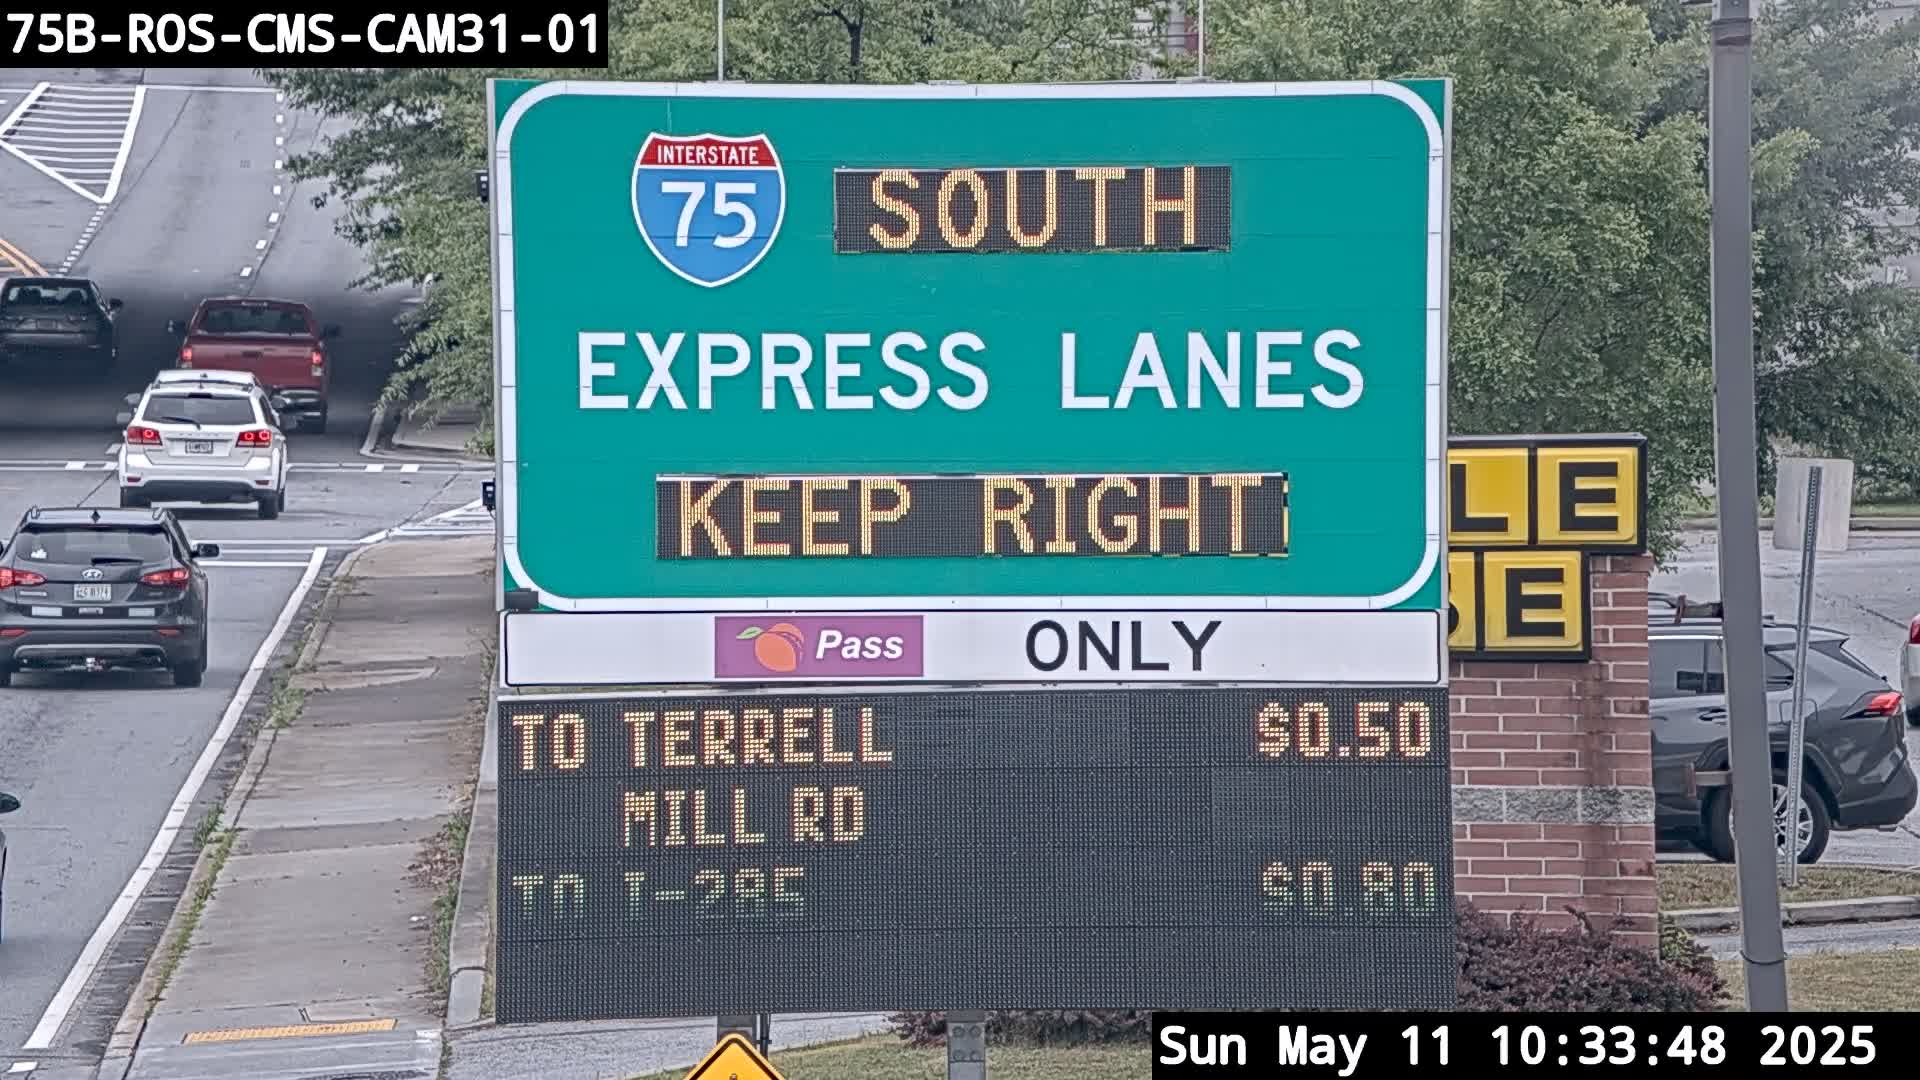 75B-ROS-CMS-CAM31-01
INTERSTATE
75
SOUTH
EXPRESS LANES
KEEP RIGHT
Pass ONLY
TO TERRELL $0.50
MILL RD
TO I-285 $0.80
LE
E
Sun May 11 10:33:48 2025